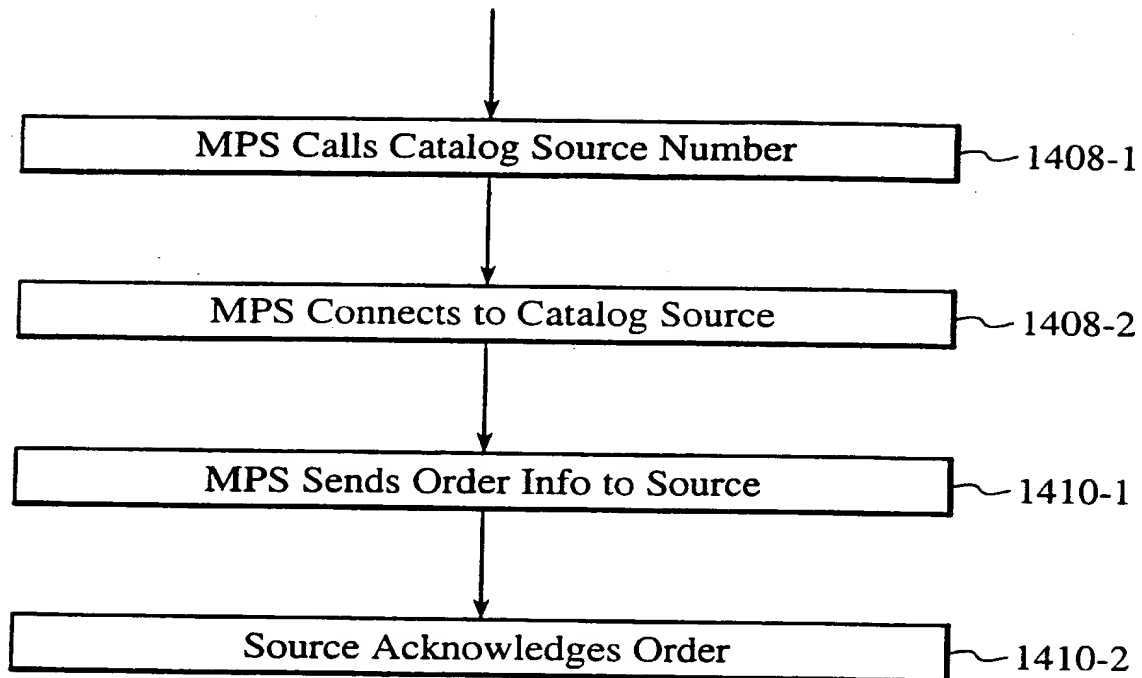 MPS Calls Catalog Source Number
1408-1
MPS Connects to Catalog Source
1408-2
MPS Sends Order Info to Source
1410-1
Source Acknowledges Order
1410-2